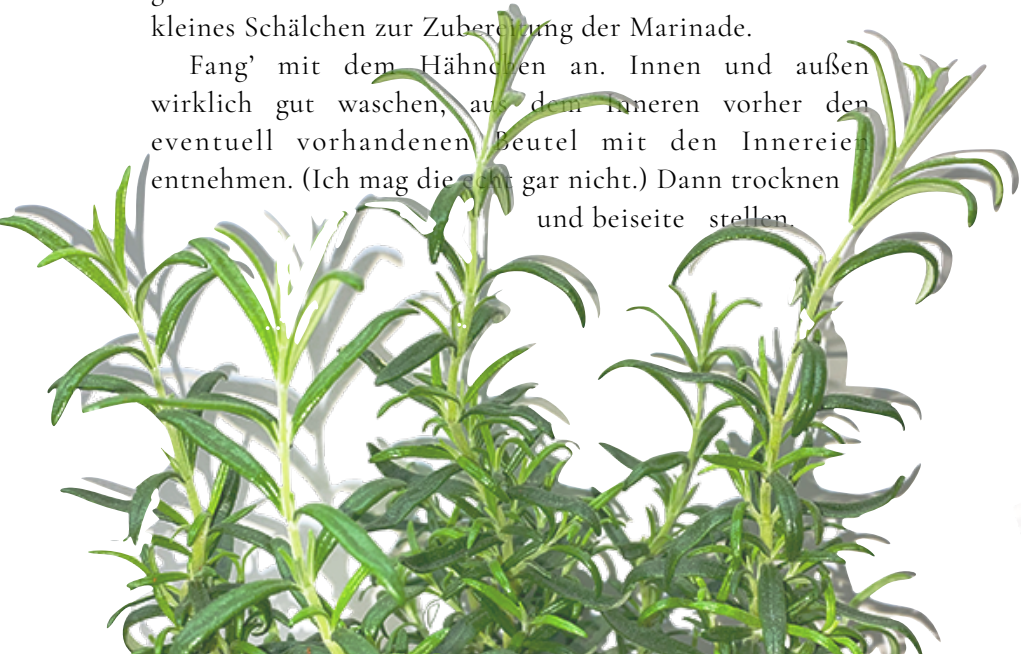 kleines Schälchen zur Zubereitung der Marinade.
Fang’ mit dem Hähnchen an. Innen und außen
wirklich gut waschen, aus dem Inneren vorher den
eventuell vorhandenen Beutel mit den Innereien
entnehmen. (Ich mag die echt gar nicht.) Dann trocknen
und beiseite stellen.